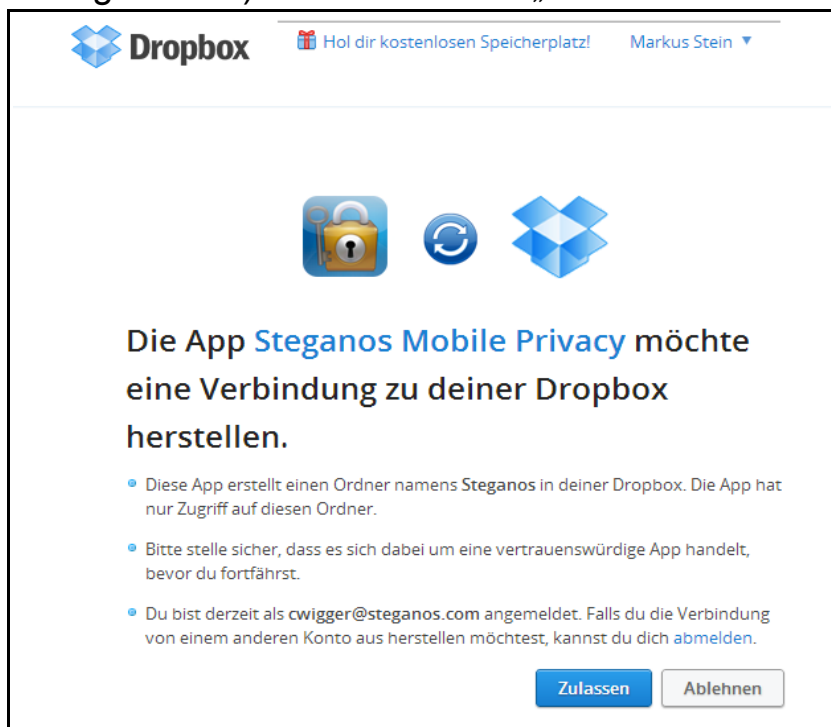 Dropbox
Hol dir kostenlosen Speicherplatz!
Markus Stein
Die App Steganos Mobile Privacy möchte
eine Verbindung zu deiner Dropbox
herstellen.
Diese App erstellt einen Ordner namens Steganos in deiner Dropbox. Die App hat
nur Zugriff auf diesen Ordner.
Bitte stelle sicher, dass es sich dabei um eine vertrauenswürdige App handelt,
bevor du fortfährst.
Du bist derzeit als cwigger@steganos.com angemeldet. Falls du die Verbindung
von einem anderen Konto aus herstellen möchtest, kannst du dich abmelden.
Zulassen
Ablehnen